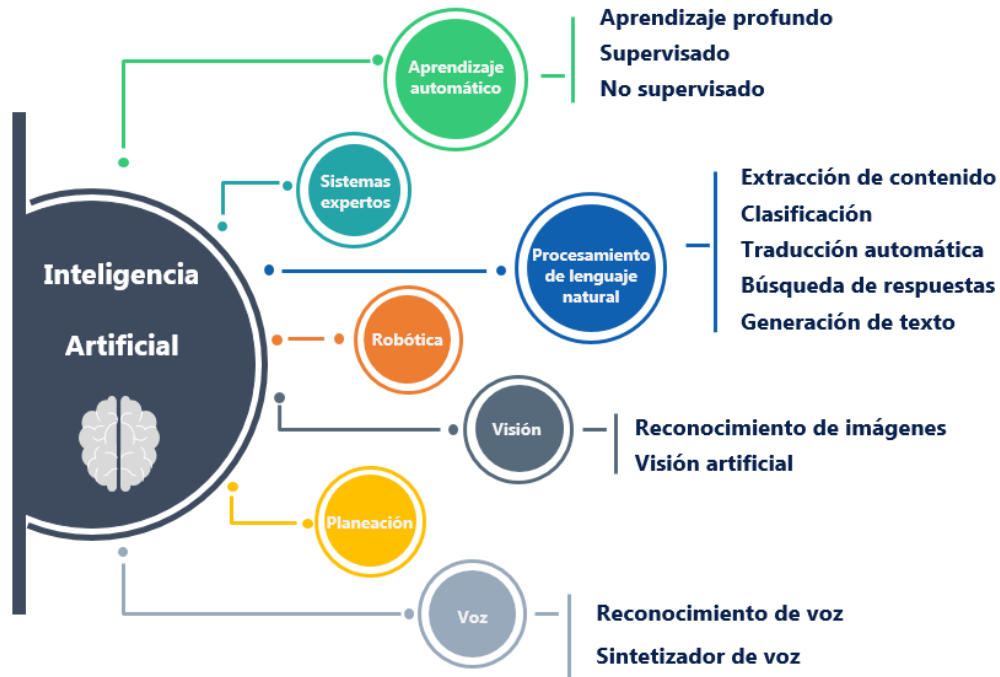 Inteligencia
Artificial
Aprendizaje
automático
Aprendizaje profundo
Supervisado
No supervisado
Sistemas
expertos
Procesamiento
de lenguaje
natural
Extracción de contenido
Clasificación
Traducción automática
Búsqueda de respuestas
Generación de texto
Robótica
Visión
Reconocimiento de imágenes
Visión artificial
Planeación
Voz
Reconocimiento de voz
Sintetizador de voz